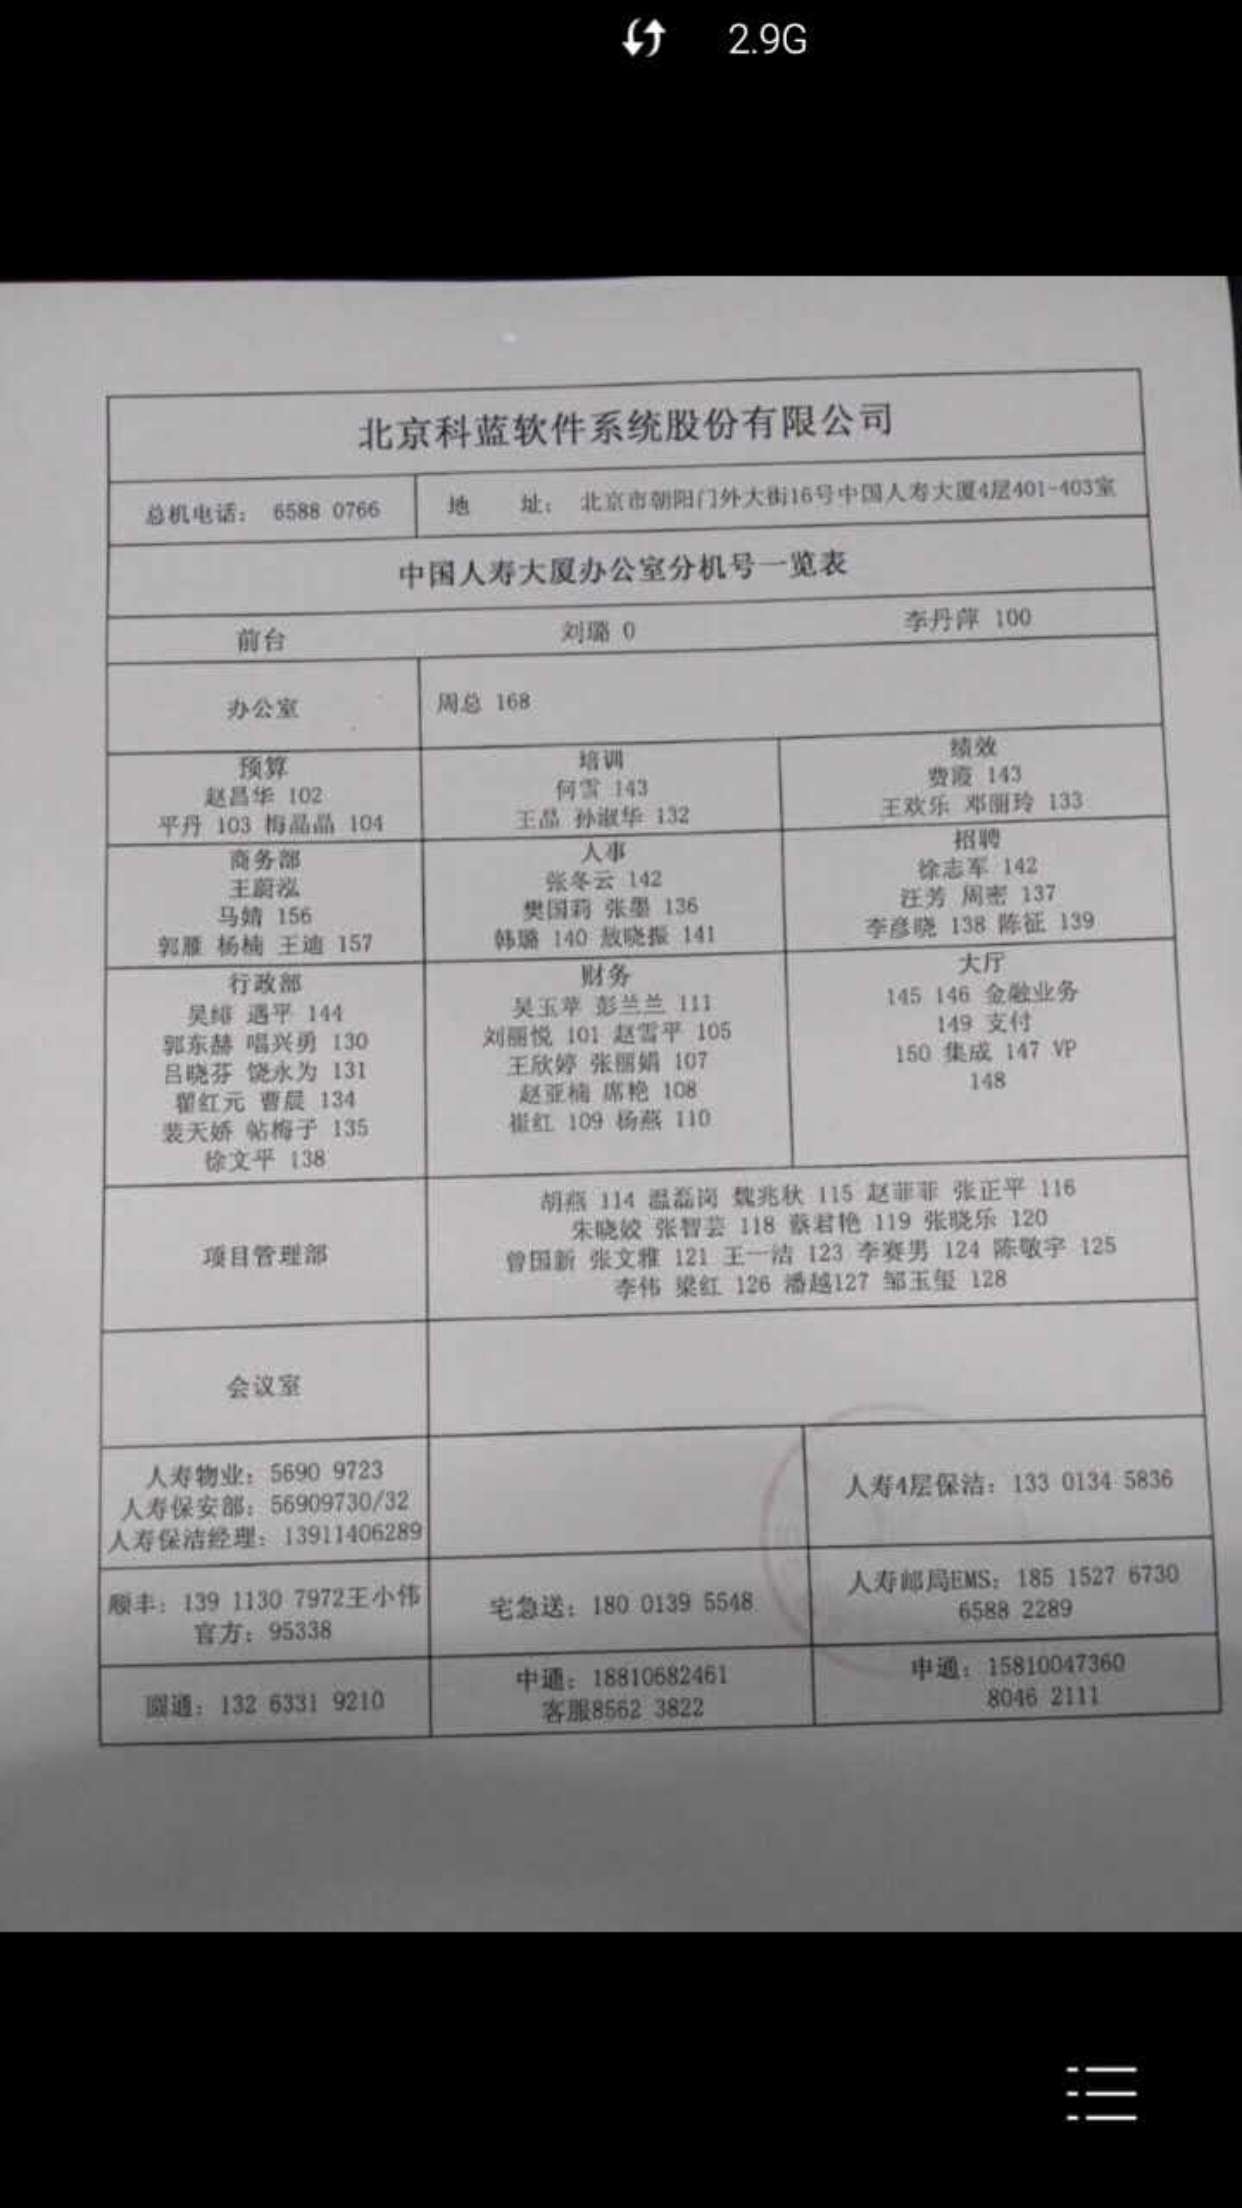 2.9G
北京科蓝软件系统股份有限公司
总机电话： 6588 0766
地 址： 北京市朝阳门外大街16号中国人寿大厦4层401-403室
中国人寿大厦办公室分机号一览表
前台 刘璐 0 李丹萍 100
办公室
周总 168
预算
赵昌华 102
平丹 103 梅晶晶 104
培训
何雪 143
王晶 孙淑华 132
绩效
费霞 143
王欢乐 邓丽玲 133
商务部
王蔚泓
马婧 156
郭雁 杨楠 王迪 157
人事
张冬云 142
樊国莉 张墨 136
韩璐 140 敖晓振 141
招聘
徐志军 142
汪芳 周密 137
李彦晓 138 陈征 139
行政部
吴绯 遇平 144
郭东赫 唱兴勇 130
吕晓芬 饶永为 131
瞿红元 曹晨 134
裴天娇 帖梅子 135
徐文平 138
财务
吴玉苹 彭兰兰 111
刘丽悦 101 赵雪平 105
王欣婷 张丽娟 107
赵亚楠 席艳 108
崔红 109 杨燕 110
大厅
145 146 金融业务
149 支付
150 集成 147 VP
148
项目管理部
胡燕 114 温磊岗 魏兆秋 115 赵菲菲 张正平 116
朱晓姣 张智芸 118 蔡君艳 119 张晓乐 120
曾国新 张文雅 121 王一洁 123 李赛男 124 陈敏宇 125
李伟 梁红 126 潘越127 邹玉玺 128
会议室
人寿物业：5690 9723
人寿保安部：56909730/32
人寿保洁经理：13911406289
人寿4层保洁：133 0134 5836
顺丰：139 1130 7972王小伟
官方：95338
宅急送：180 0139 5548
人寿邮局EMS：185 1527 6730
6588 2289
圆通：132 6331 9210
中通：18810682461
客服8562 3822
申通：15810047360
8046 2111